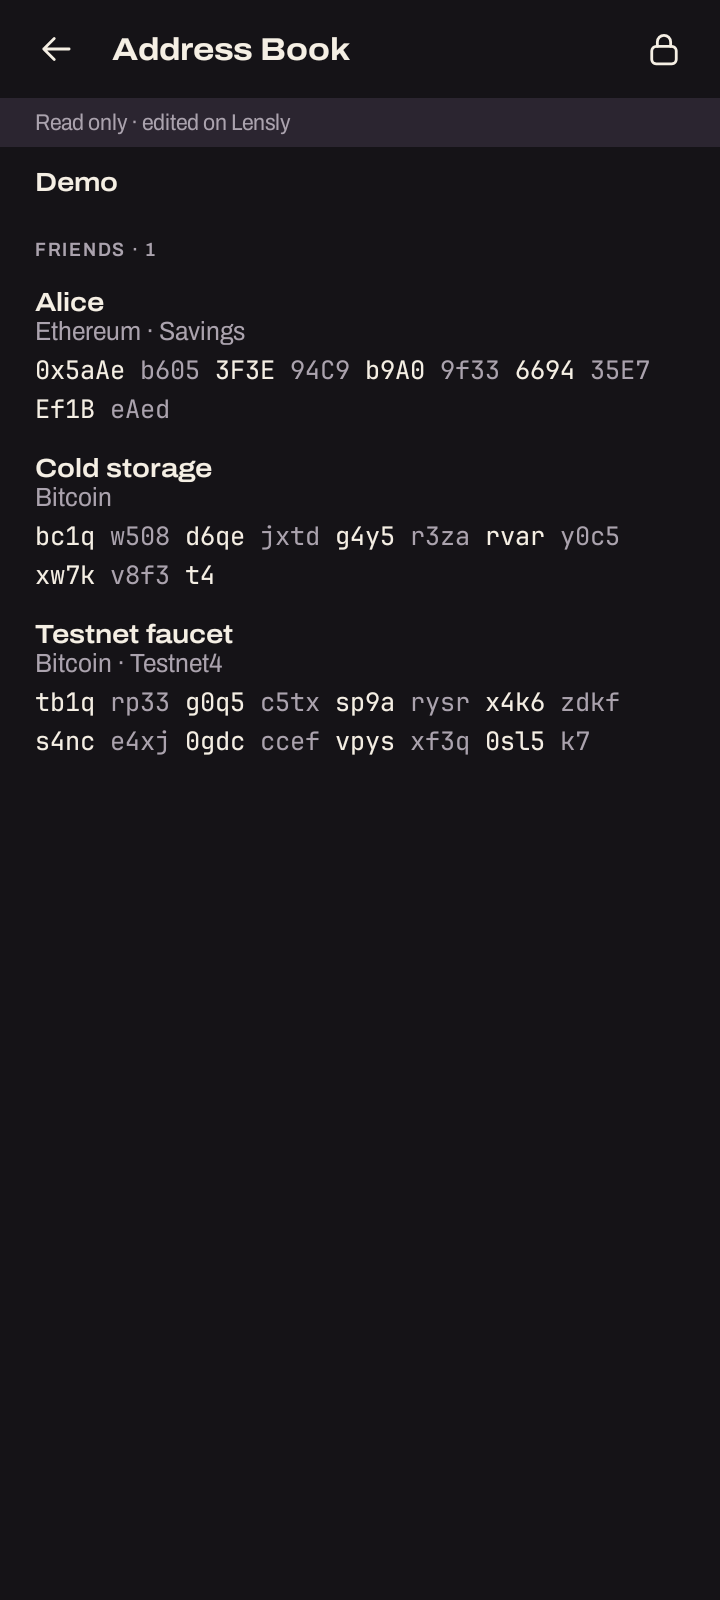 Address Book
Read only · edited on Lensly
Demo
FRIENDS · 1
Alice
Ethereum · Savings
0x5aAe b605 3F3E 94C9 b9A0 9f33 6694 35E7
Ef1B eAed
Cold storage
Bitcoin
bc1q w508 d6qe jxtd g4y5 r3za rvar y0c5
xw7k v8f3 t4
Testnet faucet
Bitcoin · Testnet4
tb1q rp33 g0q5 c5tx sp9a rysr x4k6 zdkf
s4nc e4xj 0gdc ccef vpys xf3q 0sl5 k7